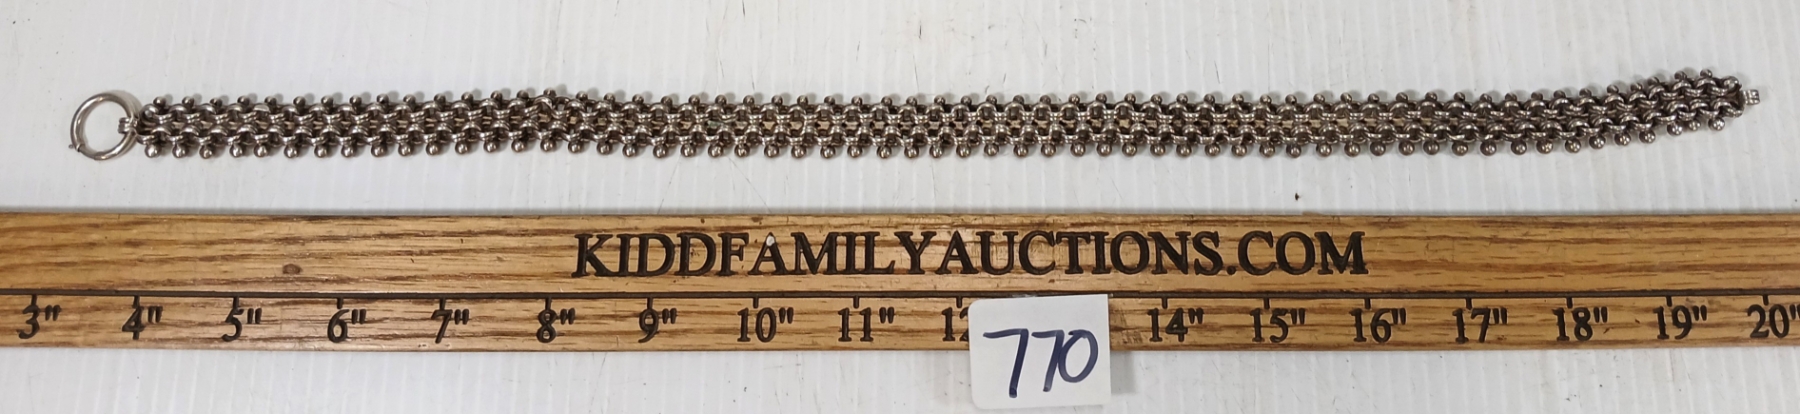 KIDDFAMILYAUCTIONS.COM
3" 4" 5" 6" 7" 8" 9" 10" 11" 12 14" 15" 16" 17" 18" 19" 20"
770